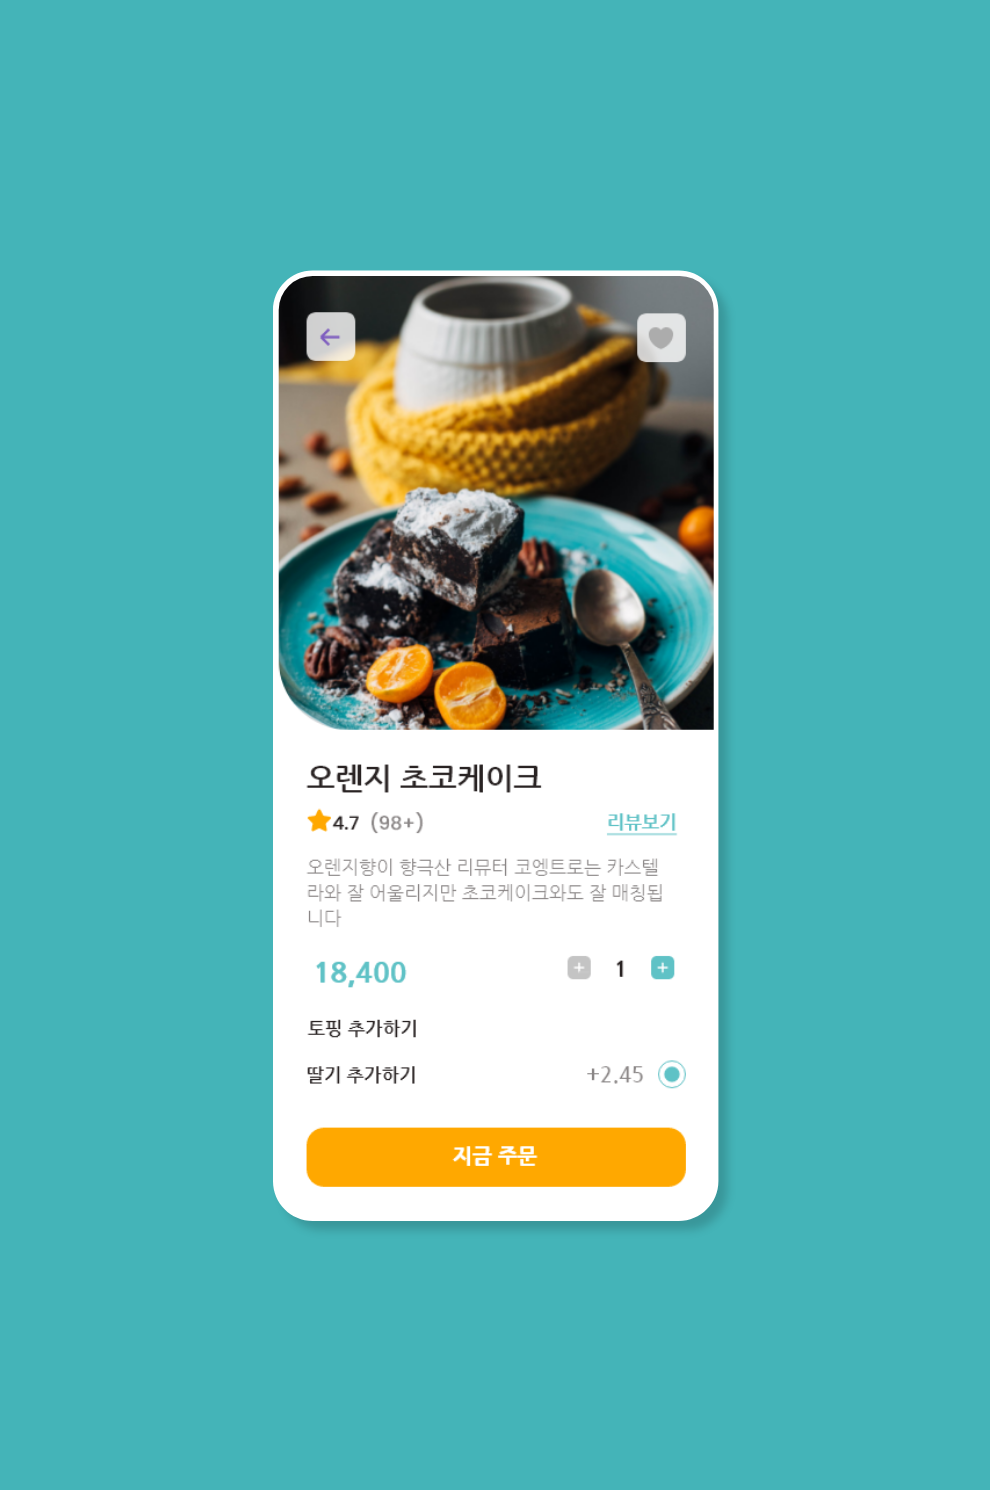 오렌지 초코케이크
4.7 (98+) 리뷰보기
오렌지향이 향극산 리뮤터 코엥트로는 카스텔
라와 잘 어울리지만 초코케이크와도 잘 매칭됩
니다
18,400 + 1 +
토핑 추가하기
딸기 추가하기 +2.45
지금 주문